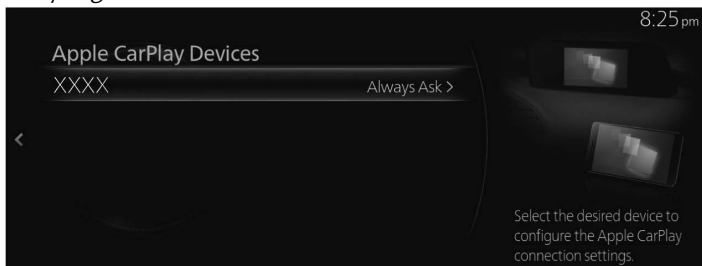 8:25 pm
Apple CarPlay Devices
XXXX
Always Ask >
<
Select the desired device to
configure the Apple CarPlay
connection settings.